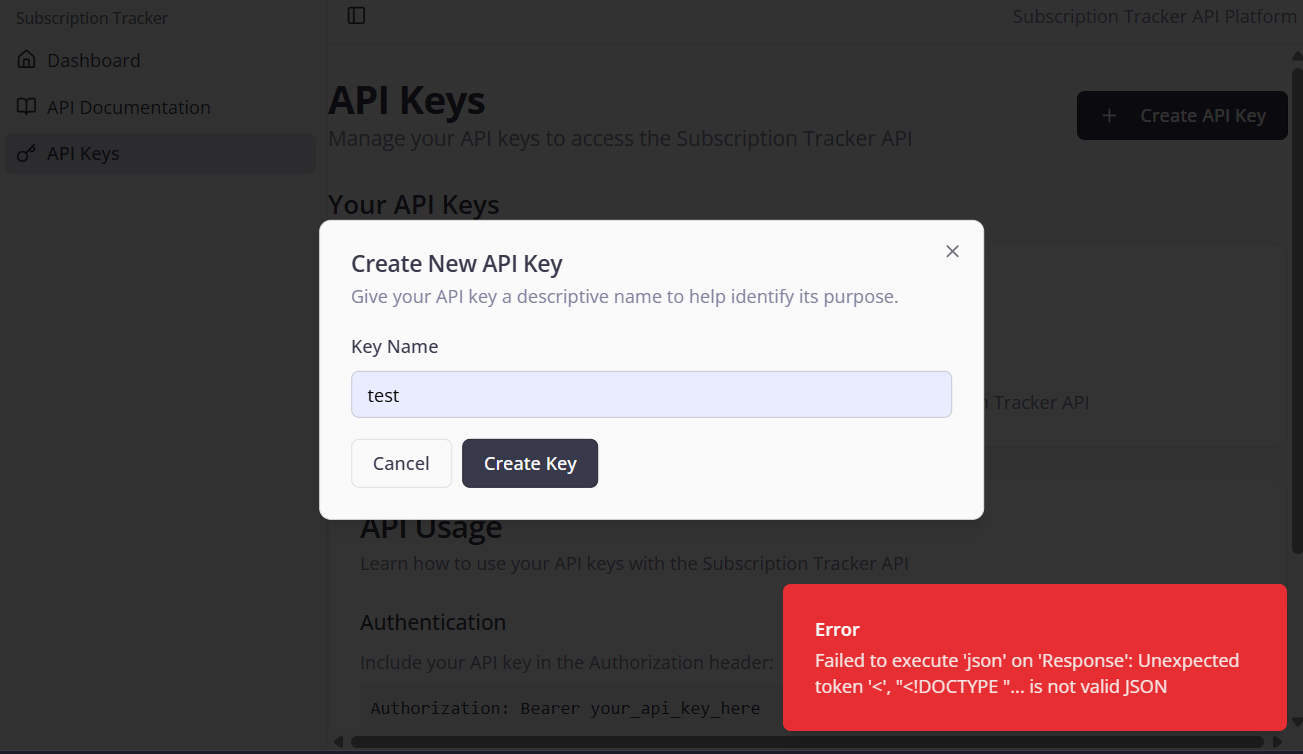 Subscription Tracker
Subscription Tracker API Platform
Dashboard
API Documentation
API Keys
API Keys
Manage your API keys to access the Subscription Tracker API
Create API Key
Your API Keys
Create New API Key
Give your API key a descriptive name to help identify its purpose.
Key Name
test
Tracker API
Cancel
Create Key
API Usage
Learn how to use your API keys with the Subscription Tracker API
Authentication
Include your API key in the Authorization header:
Authorization: Bearer your_api_key_here
Error
Failed to execute 'json' on 'Response': Unexpected
token '<', "<!DOCTYPE "... is not valid JSON